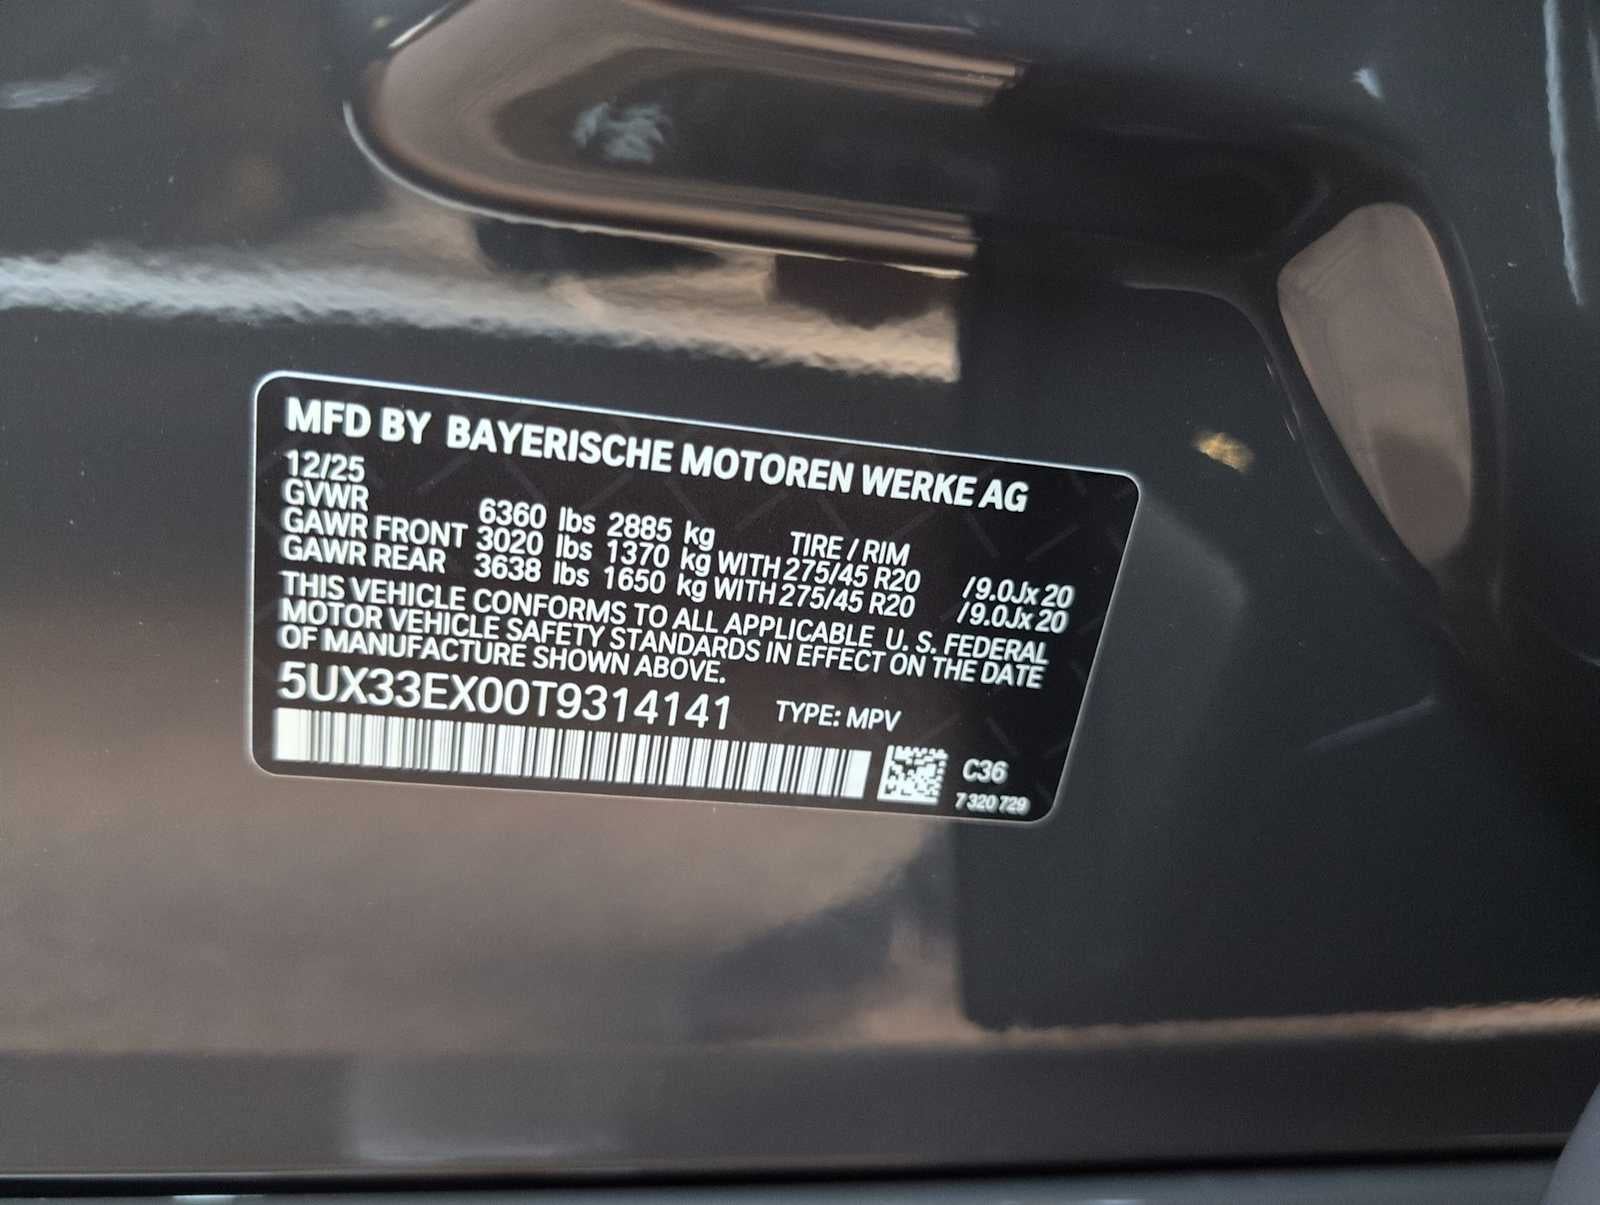 MFD BY BAYERISCHE MOTOREN WERKE AG
12/25
GVWR 6360 lbs 2885 kg TIRE / RIM
GAWR FRONT 3020 lbs 1370 kg WITH 275/45 R20 /9.0Jx20
GAWR REAR 3638 lbs 1650 kg WITH 275/45 R20 /9.0Jx20
THIS VEHICLE CONFORMS TO ALL APPLICABLE U. S. FEDERAL
MOTOR VEHICLE SAFETY STANDARDS IN EFFECT ON THE DATE
OF MANUFACTURE SHOWN ABOVE.
5UX33EX00T9314141 TYPE: MPV
C36
7 320 729